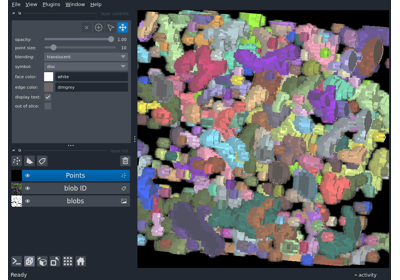 File View Plugins Window Help
opacity: 1.00
point size: 10
blending: translucent
symbol: disc
face color: white
edge color: dimgrey
display text:
out of slice:
Points
blob ID
blobs
Ready
activity